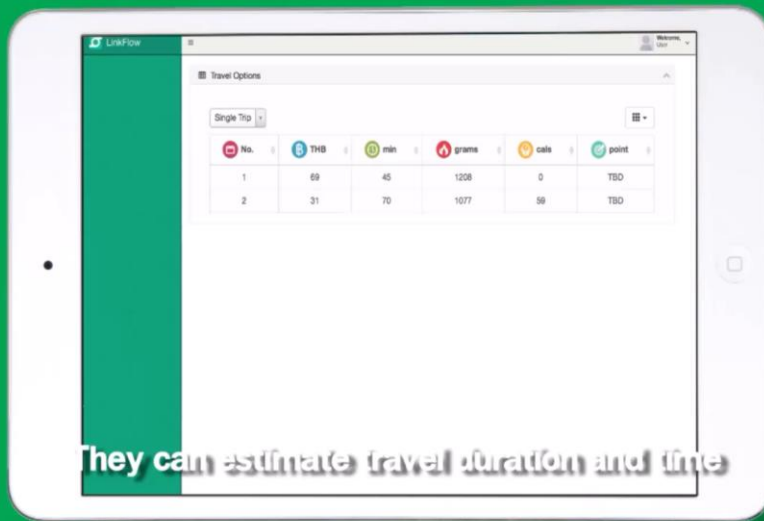 LinkFlow
Welcome,
User
Travel Options
Single Trip
No. THB min grams cals point
1 69 45 1208 0 TBD
2 31 70 1077 59 TBD
They can estimate travel duration and time